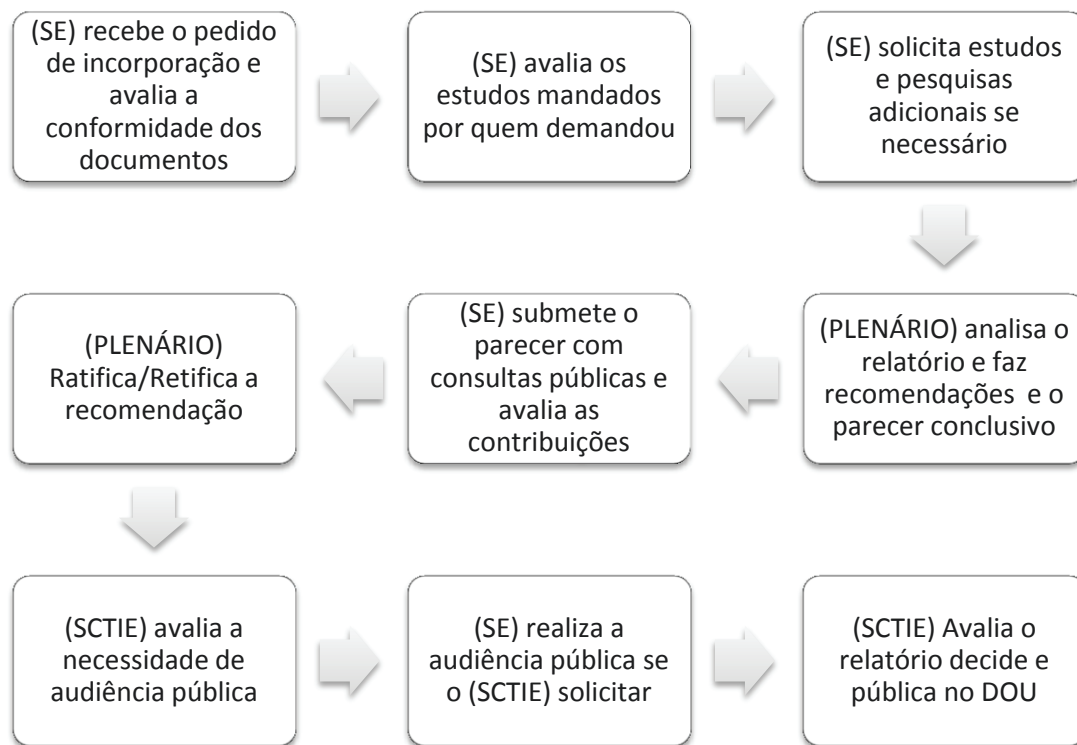 (SE) recebe o pedido
de incorporação e
avalia a
conformidade dos
documentos
(SE) avalia os
estudos mandados
por quem demandou
(SE) solicita estudos
e pesquisas
adicionais se
necessário
(PLENÁRIO) analisa o
relatório e faz
recomendações e o
parecer conclusivo
(SE) submete o
parecer com
consultas públicas e
avalia as
contribuições
(PLENÁRIO)
Ratifica/Retifica a
recomendação
(SCTIE) avalia a
necessidade de
audiência pública
(SE) realiza a
audiência pública se
o (SCTIE) solicitar
(SCTIE) Avalia o
relatório decide e
pública no DOU